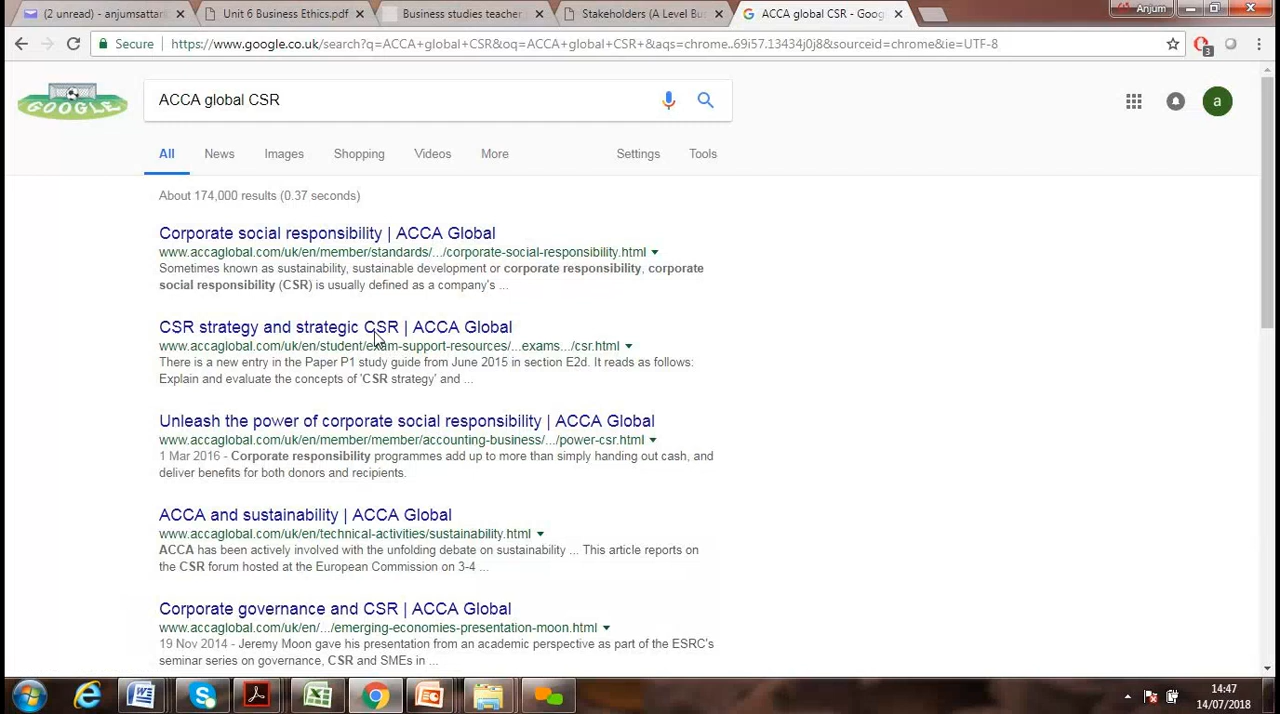 (2 unread) - anjumsattar
Unit 6 Business Ethics.pdf
Business studies teacher
Stakeholders (A Level Bus
ACCA global CSR - Goog
Anjum
Secure
https://www.google.co.uk/search?q=ACCA+global+CSR&oq=ACCA+global+CSR+&aqs=chrome..69i57.13434j0j8&sourceid=chrome&ie=UTF-8
3
GOOGLE
ACCA global CSR
a
All News Images Shopping Videos More Settings Tools
About 174,000 results (0.37 seconds)
Corporate social responsibility | ACCA Global
www.accaglobal.com/uk/en/member/standards/.../corporate-social-responsibility.html
Sometimes known as sustainability, sustainable development or corporate responsibility, corporate
social responsibility (CSR) is usually defined as a company's ...
CSR strategy and strategic CSR | ACCA Global
www.accaglobal.com/uk/en/student/exam-support-resources/...exams.../csr.html
There is a new entry in the Paper P1 study guide from June 2015 in section E2d. It reads as follows:
Explain and evaluate the concepts of 'CSR strategy' and ...
Unleash the power of corporate social responsibility | ACCA Global
www.accaglobal.com/uk/en/member/member/accounting-business/.../power-csr.html
1 Mar 2016 - Corporate responsibility programmes add up to more than simply handing out cash, and
deliver benefits for both donors and recipients.
ACCA and sustainability | ACCA Global
www.accaglobal.com/uk/en/technical-activities/sustainability.html
ACCA has been actively involved with the unfolding debate on sustainability ... This article reports on
the CSR forum hosted at the European Commission on 3-4 ...
Corporate governance and CSR | ACCA Global
www.accaglobal.com/uk/en/.../emerging-economies-presentation-moon.html
19 Nov 2014 - Jeremy Moon gave his presentation from an academic perspective as part of the ESRC's
seminar series on governance, CSR and SMEs in ...
14:47
14/07/2018